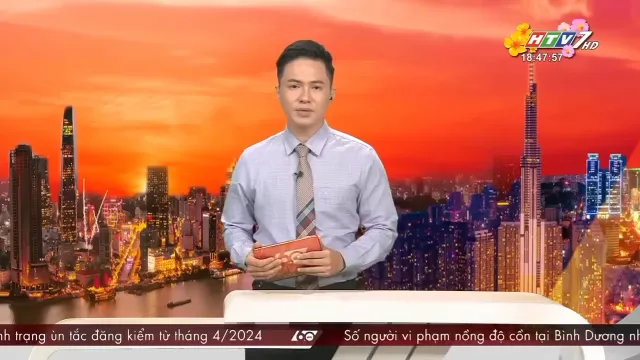 HTV7 HD
18:47:57
nh trạng ùn tắc đăng kiểm từ tháng 4/2024
60
Số người vi phạm nồng độ cồn tại Bình Dương nh